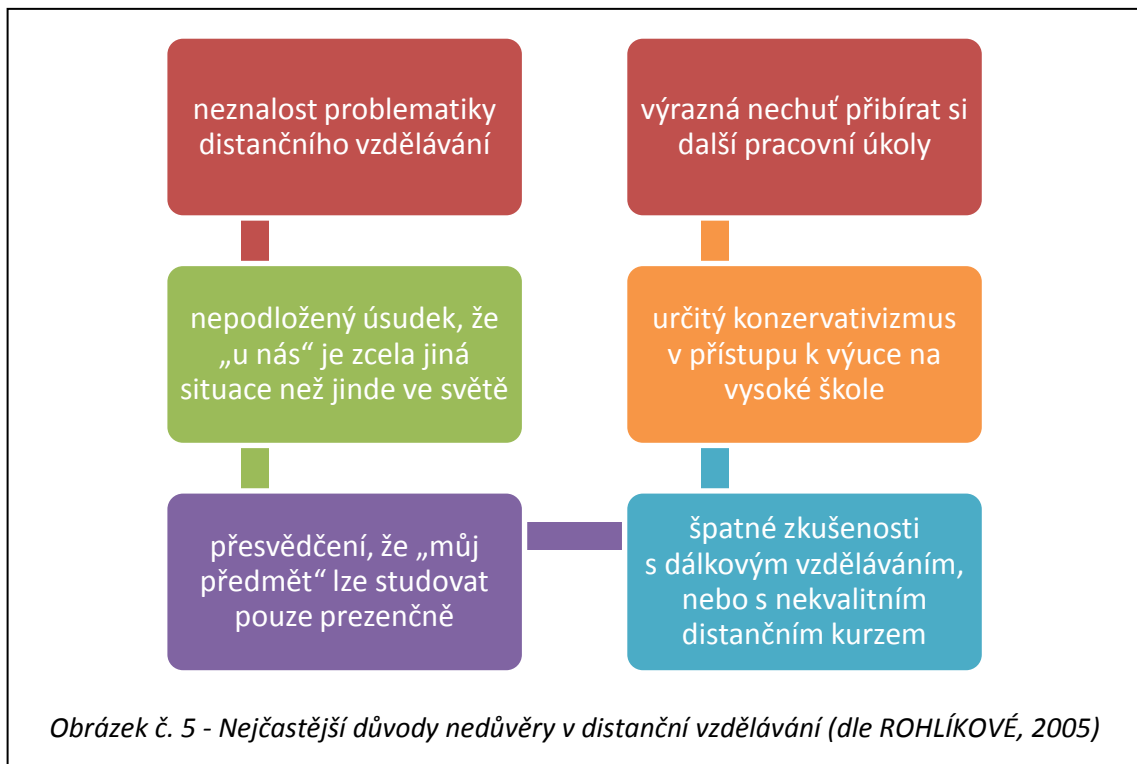 neznalost problematiky
distančního vzdělávání
nepodložený úsudek, že
„u nás“ je zcela jiná
situace než jinde ve světě
přesvědčení, že „můj
předmět“ lze studovat
pouze prezenčně
špatné zkušenosti
s dálkovým vzděláváním,
nebo s nekvalitním
distančním kurzem
určitý konzervativizmus
v přístupu k výuce na
vysoké škole
výrazná nechuť přibírat si
další pracovní úkoly
Obrázek č. 5 - Nejčastější důvody nedůvěry v distanční vzdělávání (dle ROHLÍKOVÉ, 2005)